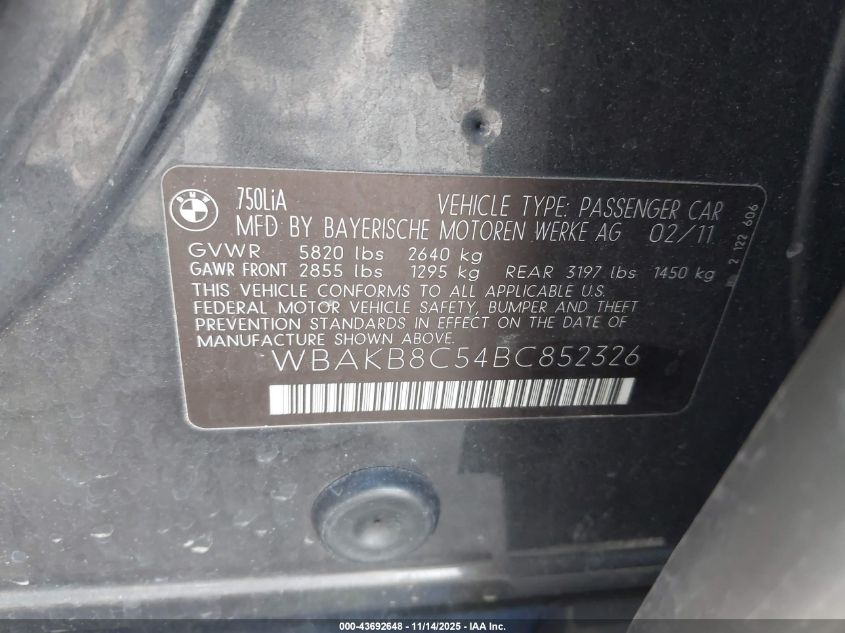 BMW
750LiA VEHICLE TYPE: PASSENGER CAR
MFD BY BAYERISCHE MOTOREN WERKE AG 02/11
GVWR 5820 lbs 2640 kg
GAWR FRONT 2855 lbs 1295 kg REAR 3197 lbs 1450 kg
THIS VEHICLE CONFORMS TO ALL APPLICABLE U.S.
FEDERAL MOTOR VEHICLE SAFETY, BUMPER AND THEFT
PREVENTION STANDARDS IN EFFECT ON THE DATE OF
MANUFACTURE SHOWN ABOVE.
WBAKB8C54BC852326
2 122 606
000-43692648 - 11/14/2025 - IAA Inc.